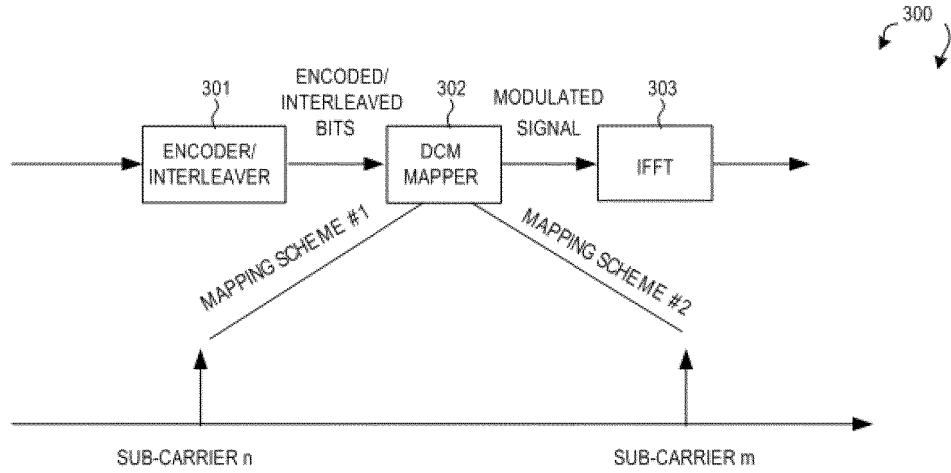 300
301
ENCODER/
INTERLEAVER
ENCODED/
INTERLEAVED
BITS
302
DCM
MAPPER
MODULATED
SIGNAL
303
IFFT
MAPPING SCHEME #1
MAPPING SCHEME #2
SUB-CARRIER n
SUB-CARRIER m